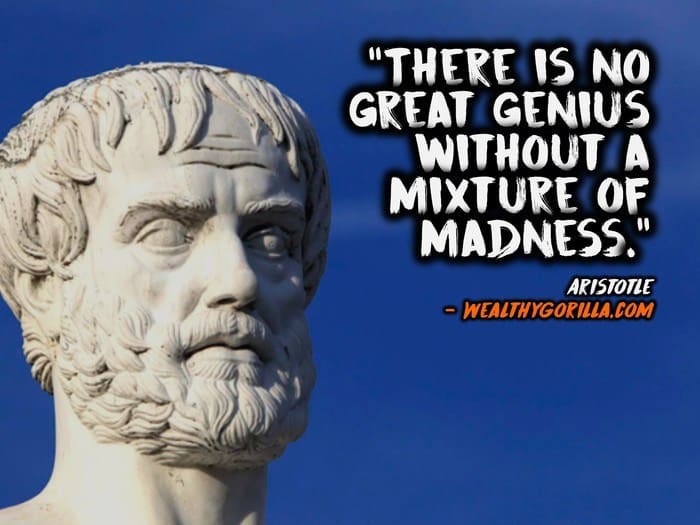 "THERE IS NO
GREAT GENIUS
WITHOUT A
MIXTURE OF
MADNESS."
ARISTOTLE
- WEALTHYGORILLA.COM